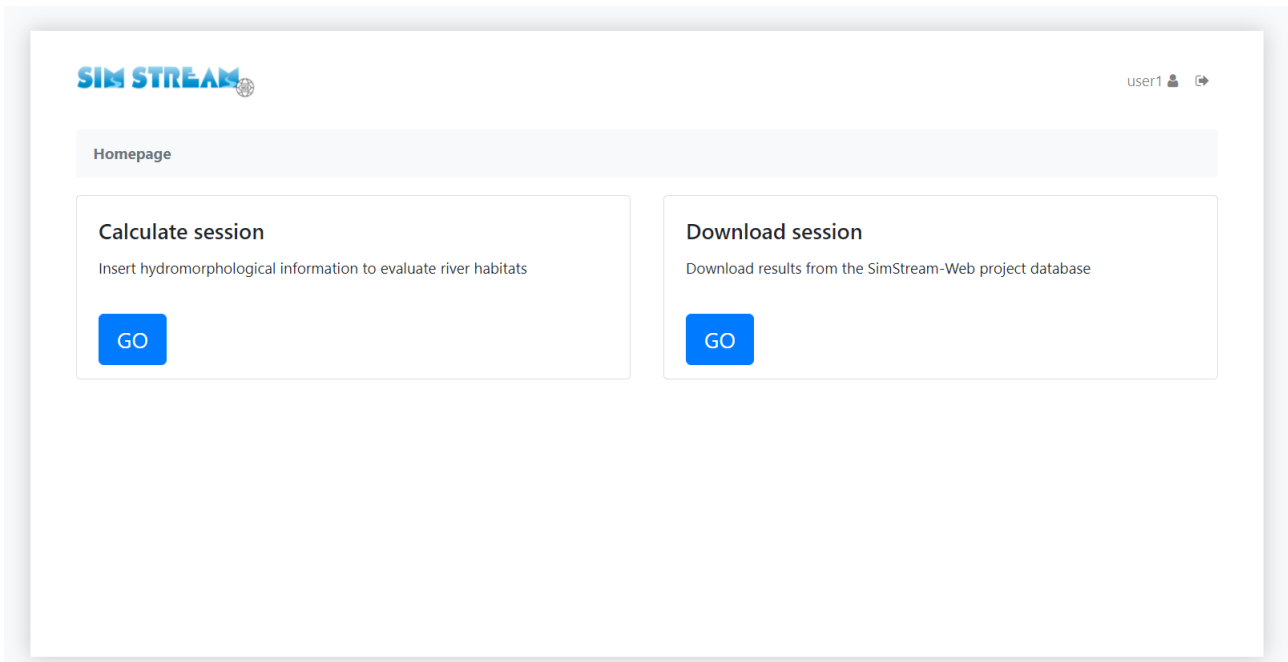 SIM STREAM
user1
Homepage
Calculate session
Insert hydromorphological information to evaluate river habitats
GO
Download session
Download results from the SimStream-Web project database
GO